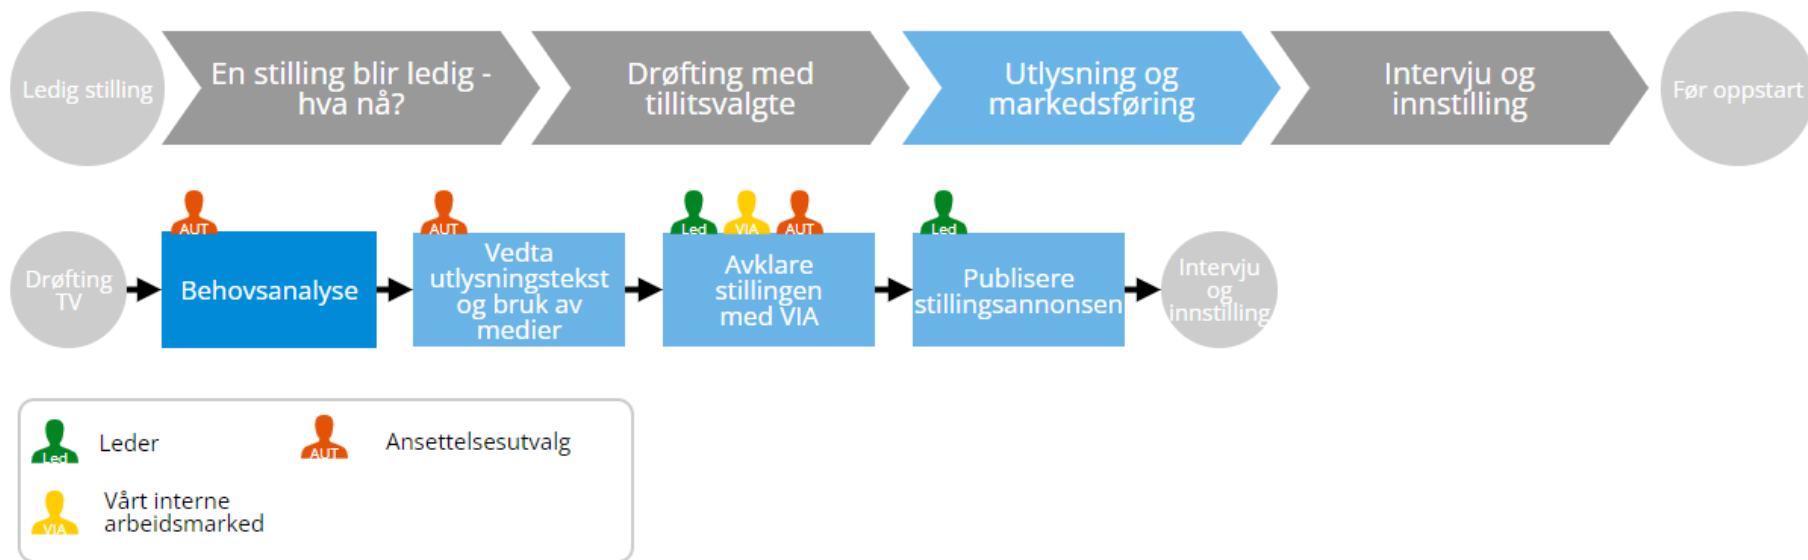 Ledig stilling
En stilling blir ledig -
hva nå?
Drøfting med
tillitsvalgte
Utlysning og
markedsføring
Intervju og
innstilling
Før oppstart
AUT
AUT
Led
VIA
AUT
Led
Drøfting
TV
Behovsanalyse
Vedta
utlysningstekst
og bruk av
medier
Avklare
stillingen
med VIA
Publisere
stillingsannonsen
Intervju
og
innstilling
Led
Leder
AUT
Ansettelsesutvalg
VIA
Vårt interne
arbeidsmarked